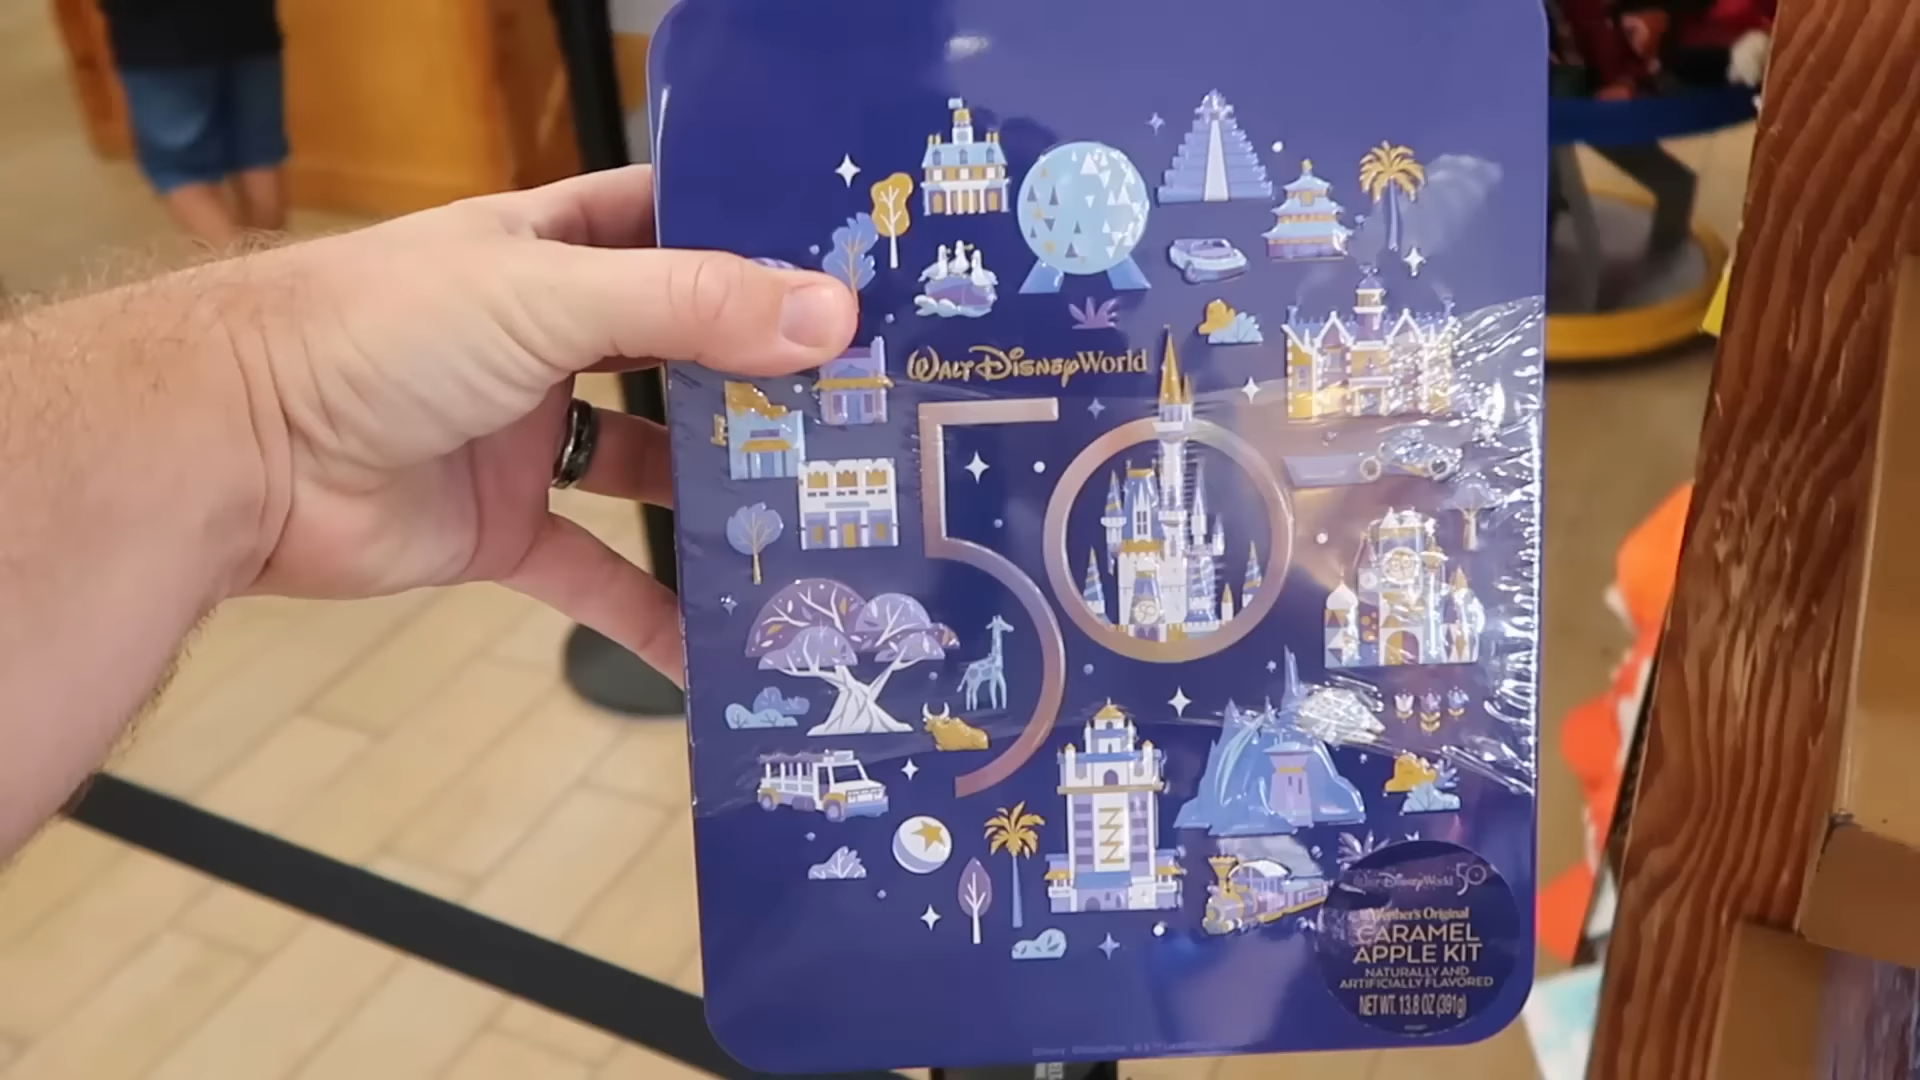 Walt Disney World
50
Walt Disney World 50
Werther's Original
CARAMEL
APPLE KIT
NATURALLY AND
ARTIFICIALLY FLAVORED
NET WT. 13.8 OZ (391g)